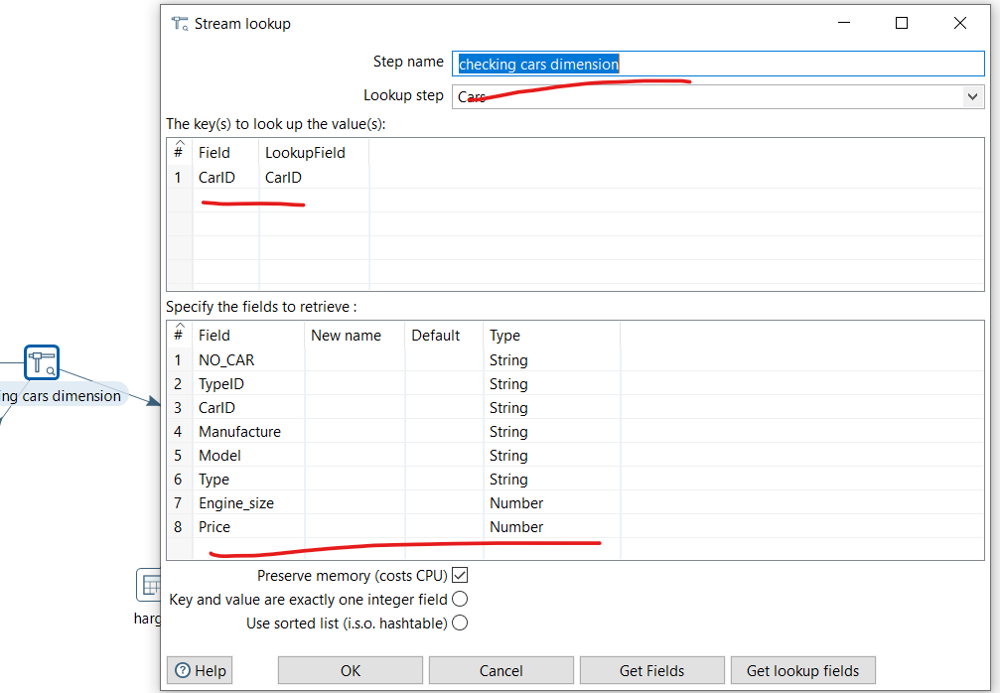 Stream lookup
Step name checking cars dimension
Lookup step Cars
The key(s) to look up the value(s):
# Field LookupField
1 CarID CarID
Specify the fields to retrieve :
# Field New name Default Type
1 NO_CAR String
2 TypeID String
3 CarID String
4 Manufacture String
5 Model String
6 Type String
7 Engine_size Number
8 Price Number
ng cars dimension
harg
Preserve memory (costs CPU)
Key and value are exactly one integer field
Use sorted list (i.s.o. hashtable)
Help OK Cancel Get Fields Get lookup fields